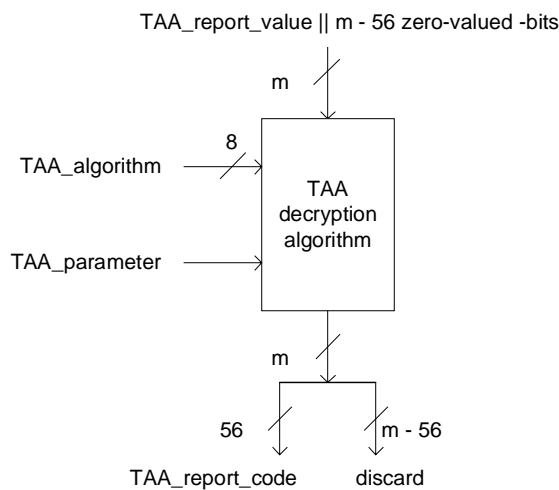 TAA_report_value || m - 56 zero-valued -bits
m
8
TAA_algorithm
TAA
decryption
algorithm
TAA_parameter
m
56
m - 56
TAA_report_code
discard